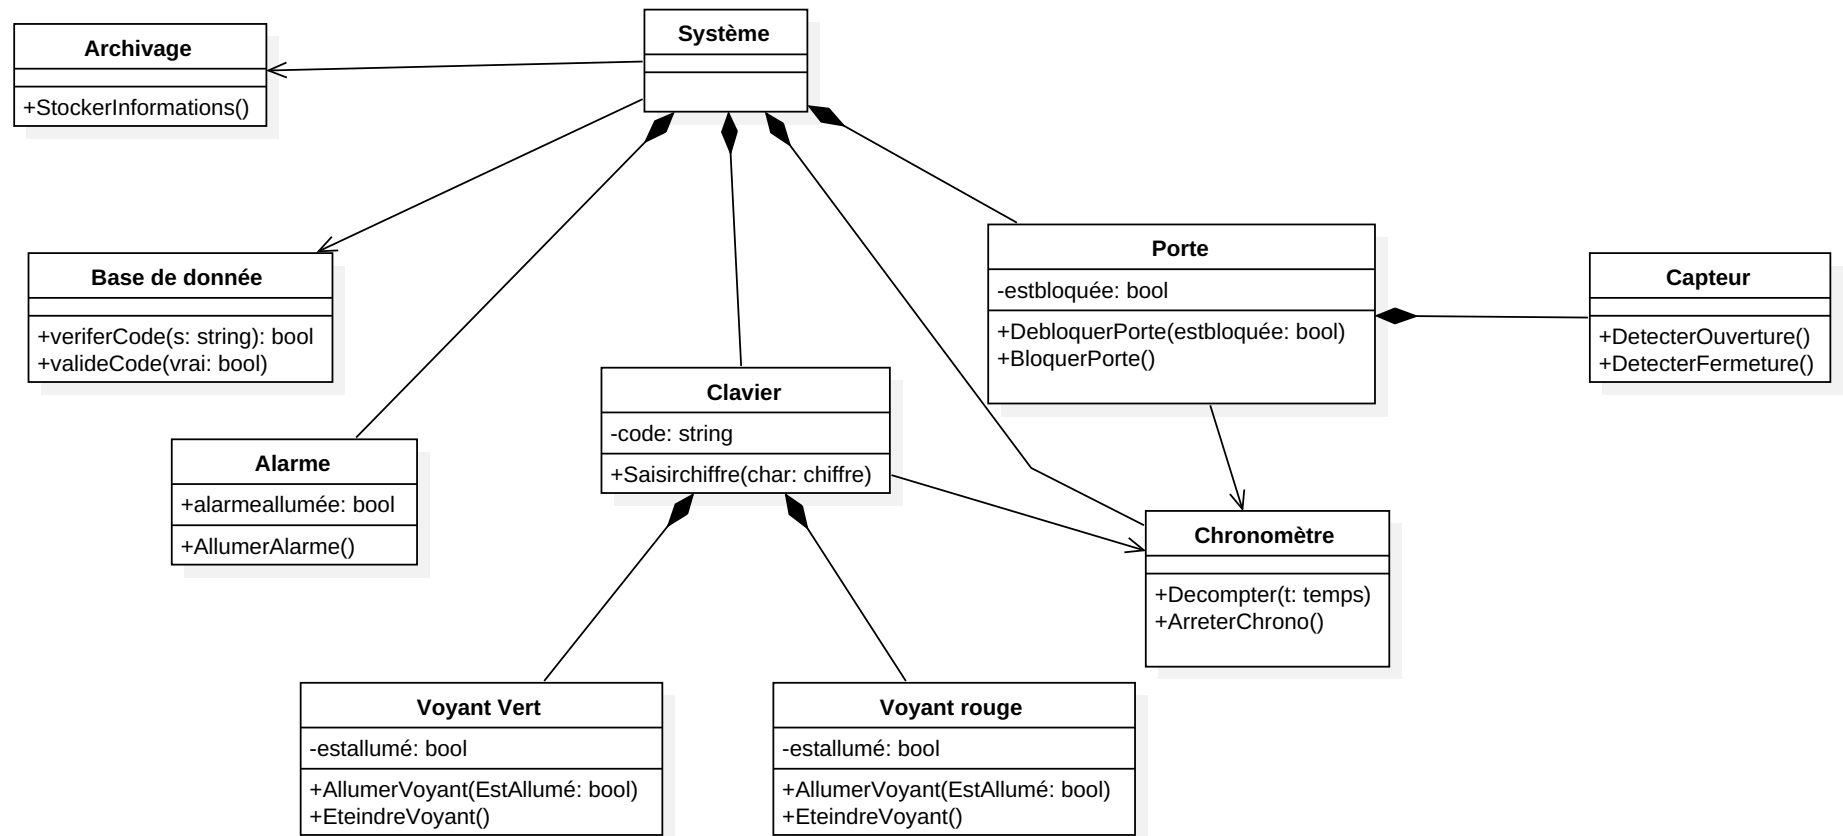 Archivage
+StockerInformations()
Système
Base de donnée
+veriferCode(s: string): bool
+valideCode(vrai: bool)
Porte
-estbloquée: bool
+DebloquerPorte(estbloquée: bool)
+BloquerPorte()
Capteur
+DetecterOuverture()
+DetecterFermeture()
Alarme
+alarmeallumée: bool
+AllumerAlarme()
Clavier
-code: string
+Saisirchiffre(char: chiffre)
Chronomètre
+Decompter(t: temps)
+ArreterChrono()
Voyant Vert
-estallumé: bool
+AllumerVoyant(EstAllumé: bool)
+EteindreVoyant()
Voyant rouge
-estallumé: bool
+AllumerVoyant(EstAllumé: bool)
+EteindreVoyant()